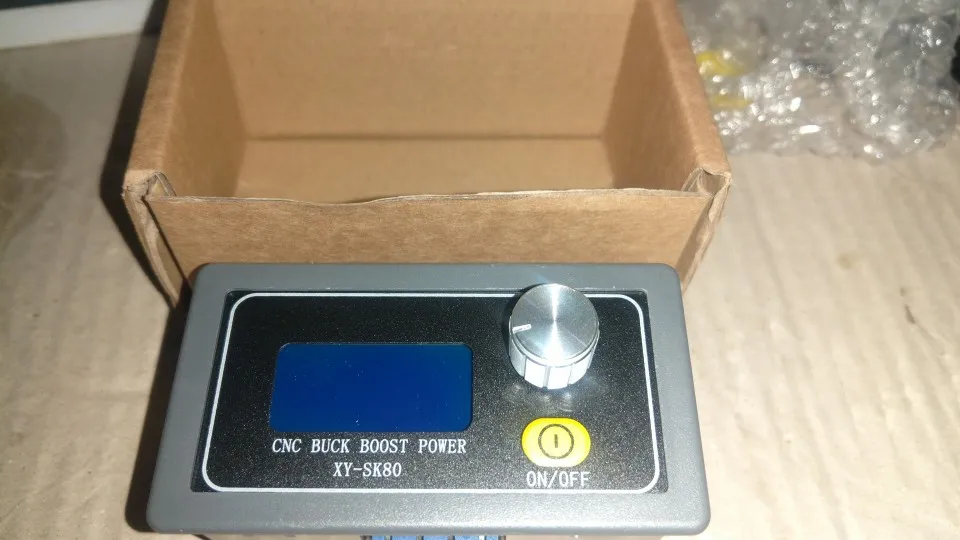 CNC BUCK BOOST POWER
XY-SK80
ON/OFF